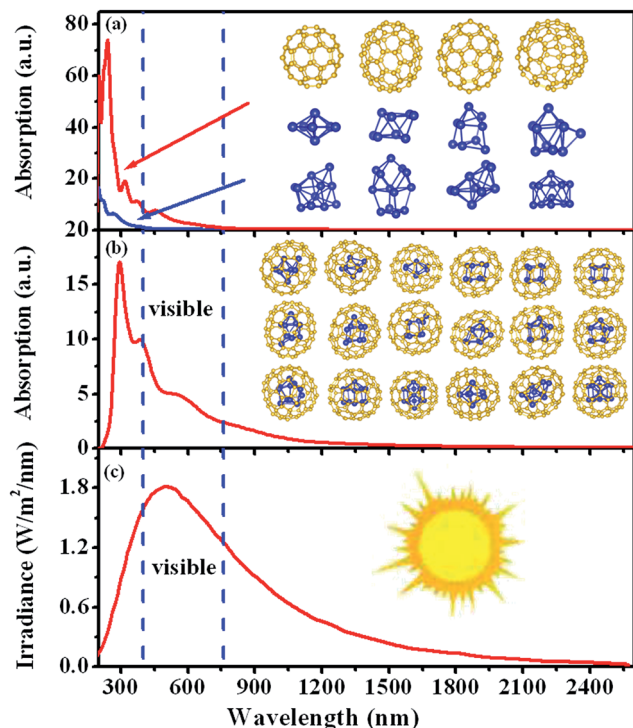 (a)
Absorption (a.u.)
80
60
40
20
20
(b)
Absorption (a.u.)
15
10
5
0
visible
(c)
Irradiance (W/m²/nm)
1.8
1.2
0.6
0.0
visible
300 600 900 1200 1500 1800 2100 2400
Wavelength (nm)